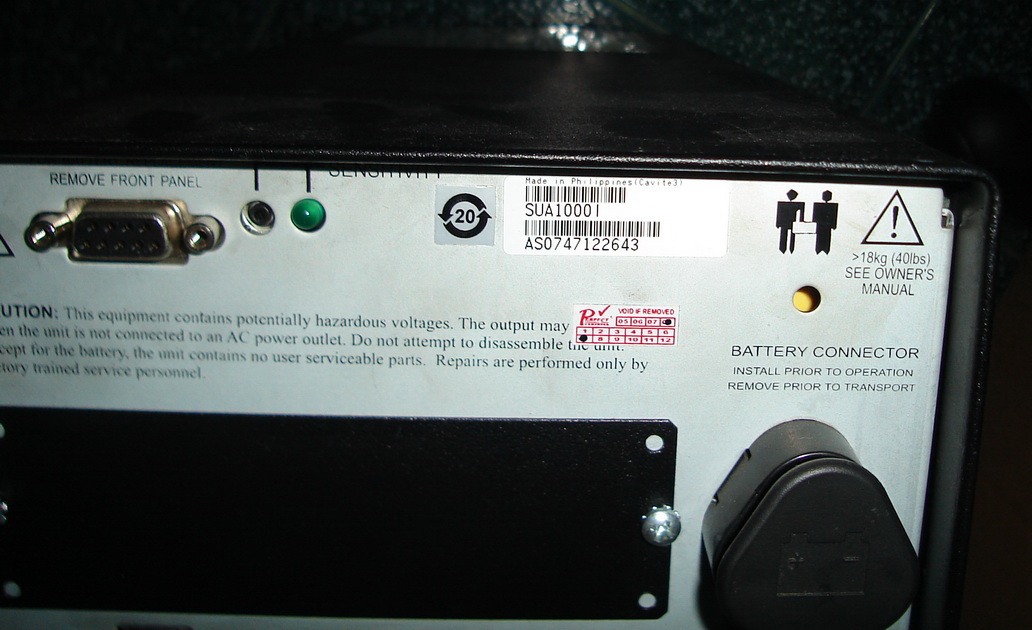 REMOVE FRONT PANEL
SENSITIVITY
20
Made in Philippines(Cavite3)
SUA1000I
AS0747122643
>18kg (40lbs)
SEE OWNER'S
MANUAL
UTION: This equipment contains potentially hazardous voltages. The output may
en the unit is not connected to an AC power outlet. Do not attempt to disassemble the unit.
cept for the battery, the unit contains no user serviceable parts. Repairs are performed only by
tory trained service personnel.
PERFECT
VOID IF REMOVED
05 06 07
1 2 3 4 5 6
8 9 10 11 12
BATTERY CONNECTOR
INSTALL PRIOR TO OPERATION
REMOVE PRIOR TO TRANSPORT